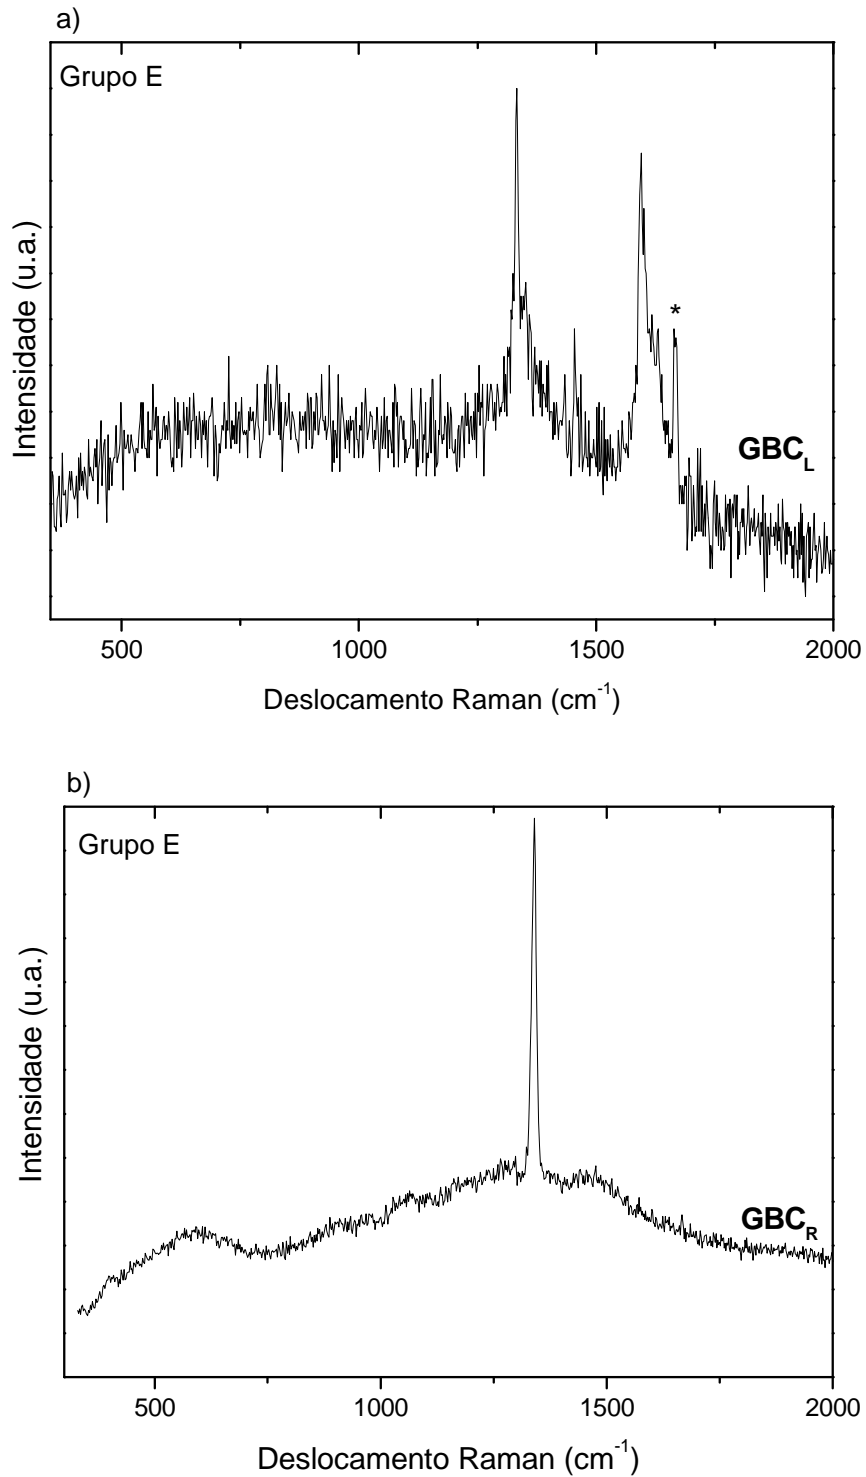 a)
Grupo E
*
GBC_L
Intensidade (u.a.)
500 1000 1500 2000
Deslocamento Raman (cm⁻¹)
b)
Grupo E
GBC_R
Intensidade (u.a.)
500 1000 1500 2000
Deslocamento Raman (cm⁻¹)